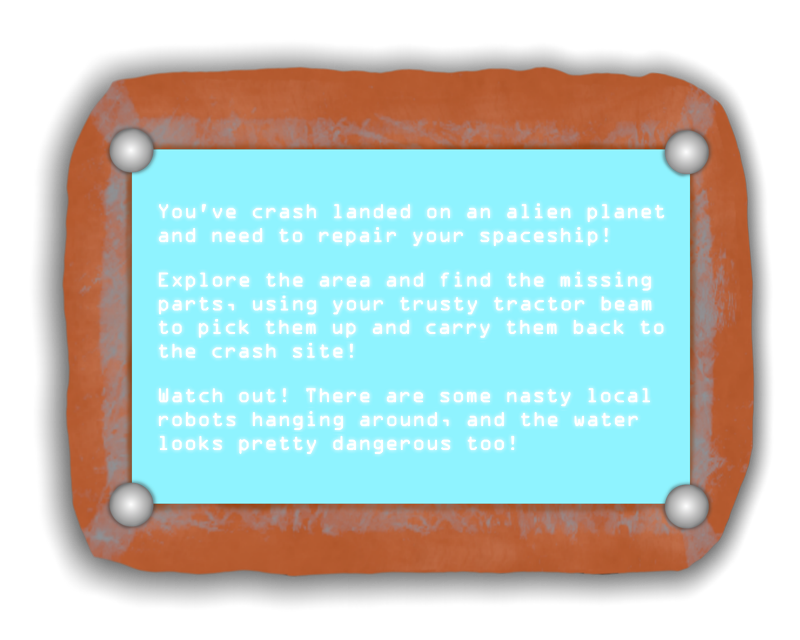 You've crash landed on an alien planet
and need to repair your spaceship!
Explore the area and find the missing
parts, using your trusty tractor beam
to pick them up and carry them back to
the crash site!
Watch out! There are some nasty local
robots hanging around, and the water
looks pretty dangerous too!